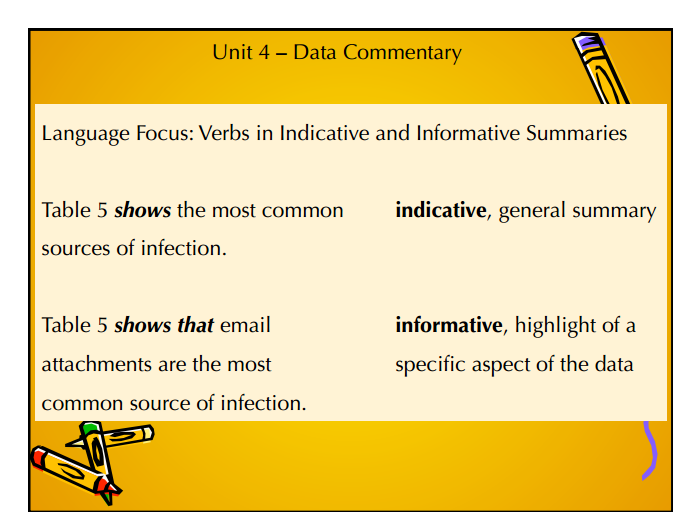 Unit 4 – Data Commentary
Language Focus: Verbs in Indicative and Informative Summaries
Table 5 shows the most common
sources of infection.
indicative, general summary
Table 5 shows that email
attachments are the most
common source of infection.
informative, highlight of a
specific aspect of the data